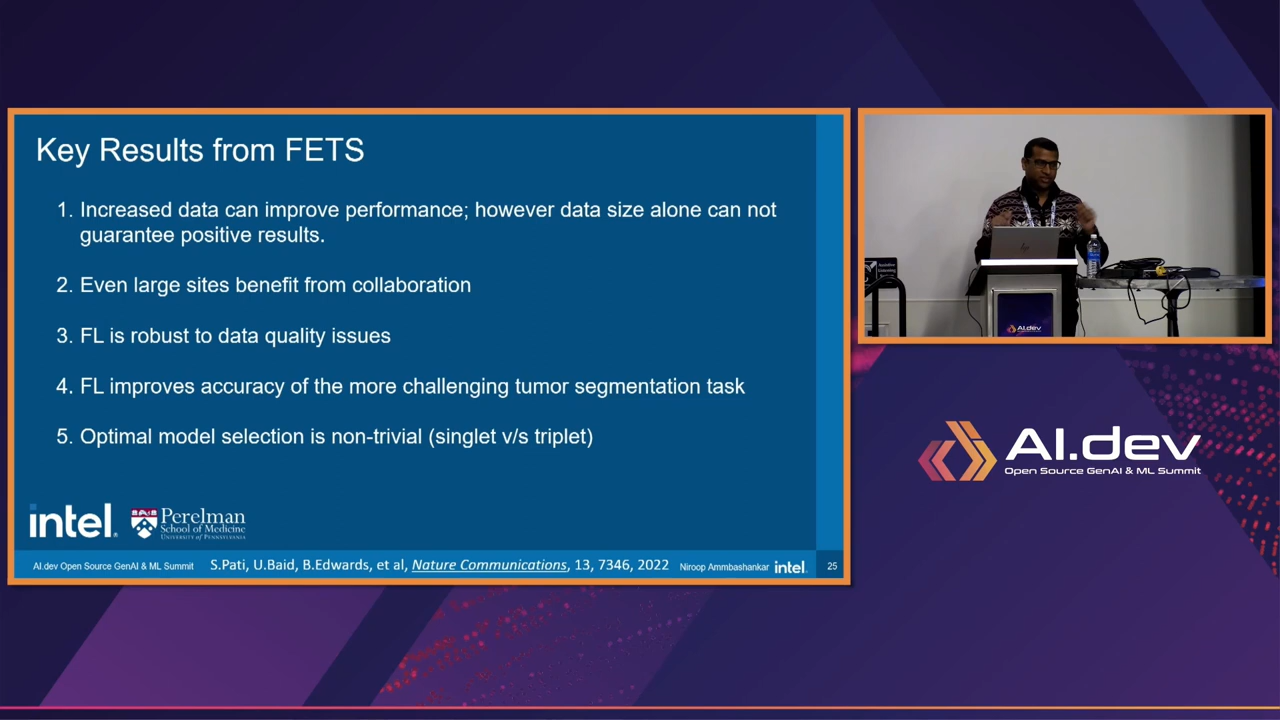 Key Results from FETS
1. Increased data can improve performance; however data size alone can not
guarantee positive results.
2. Even large sites benefit from collaboration
3. FL is robust to data quality issues
4. FL improves accuracy of the more challenging tumor segmentation task
5. Optimal model selection is non-trivial (singlet v/s triplet)
intel.
Perelman
School of Medicine
University of Pennsylvania
AI.dev Open Source GenAI & ML Summit S.Pati, U.Baid, B.Edwards, et al, Nature Communications, 13, 7346, 2022 Niroop Ammbashankar intel. 25
AI.dev
AI.dev
Open Source GenAI & ML Summit